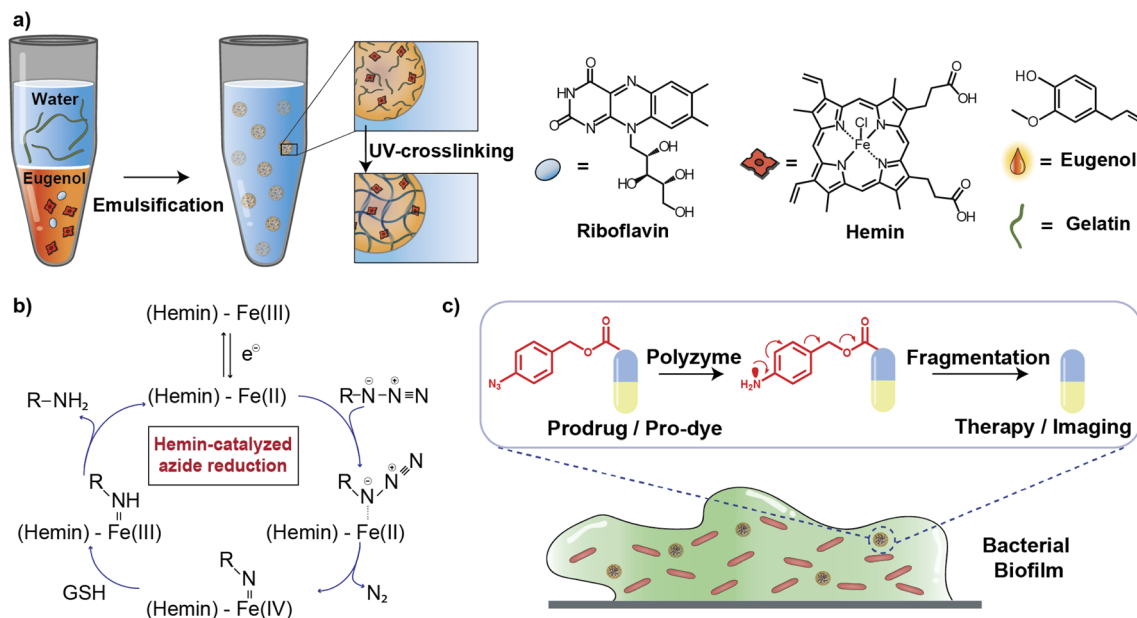 a)
Water
Eugenol
Emulsification
UV-crosslinking
O
N
HN
O
N
N
OH
HO
HO
OH
OH
=
Riboflavin
O
OH
Cl
N
N
Fe
N
N
O
OH
=
Hemin
HO
O
= Eugenol
= Gelatin
b)
(Hemin) - Fe(III)
e⊖
R–NH₂
(Hemin) - Fe(II)
R–N–N≡N
⊖ ⊕
Hemin-catalyzed
azide reduction
R
NH
(Hemin) - Fe(III)
R
N
⊖
N
⊕
N
(Hemin) - Fe(II)
GSH
R
N
(Hemin) - Fe(IV)
N₂
c)
N₃
O
O
Prodrug / Pro-dye
Polyzyme
H₂N
O
O
Fragmentation
Therapy / Imaging
Bacterial
Biofilm